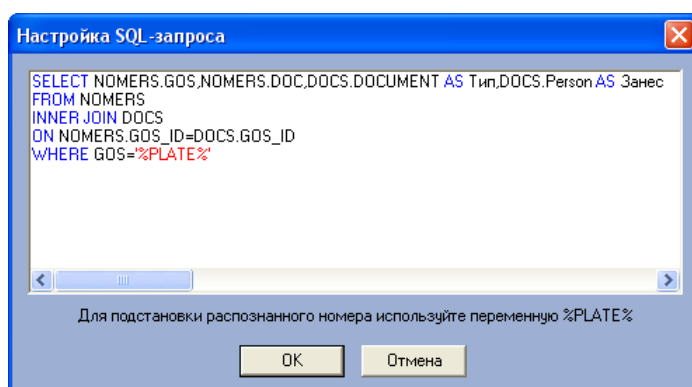 Настройка SQL-запроса
SELECT NOMERS.GOS,NOMERS.DOC,DOCS.DOCUMENT AS Тип,DOCS.Person AS Занес
FROM NOMERS
INNER JOIN DOCS
ON NOMERS.GOS_ID=DOCS.GOS_ID
WHERE GOS='%PLATE%'
Для подстановки распознанного номера используйте переменную %PLATE%
OK
Отмена